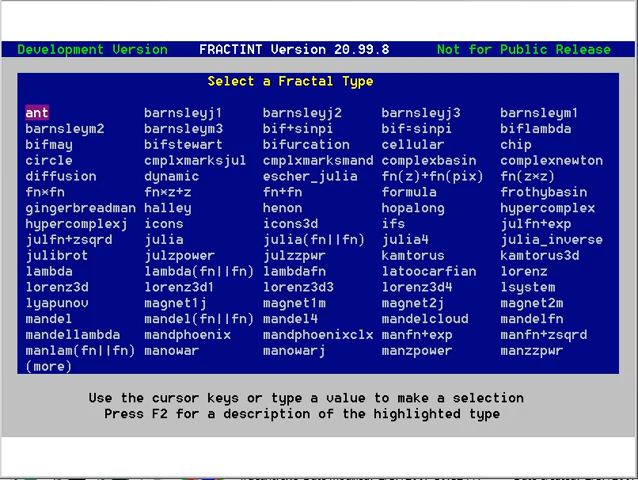 Development Version FRACTINT Version 20.99.8 Not for Public Release
Select a Fractal Type
ant barnsleyj1 barnsleyj2 barnsleyj3 barnsleym1
barnsleym2 barnsleym3 bif+sinpi bif=sinpi biflambda
bifmay bifstewart bifurcation cellular chip
circle cmplxmarksjul cmplxmarksmand complexbasin complexnewton
diffusion dynamic escher_julia fn(z)+fn(pix) fn(z×z)
fn×fn fn×z+z fn+fn formula frothybasin
gingerbreadman halley henon hopalong hypercomplex
hypercomplexj icons icons3d ifs julfn+exp
julfn+zsqrd julia julia(fn||fn) julia4 julia_inverse
julibrot julzpower julzzpwr kamtorus kamtorus3d
lambda lambda(fn||fn) lambdafn latoocarfian lorenz
lorenz3d lorenz3d1 lorenz3d3 lorenz3d4 lsystem
lyapunov magnet1j magnet1m magnet2j magnet2m
mandel mandel(fn||fn) mandel4 mandelcloud mandelfn
mandellambda mandphoenix mandphoenixclx manfn+exp manfn+zsqrd
manlam(fn||fn) manowar manowarj manzpower manzzpwr
(more)
Use the cursor keys or type a value to make a selection
Press F2 for a description of the highlighted type